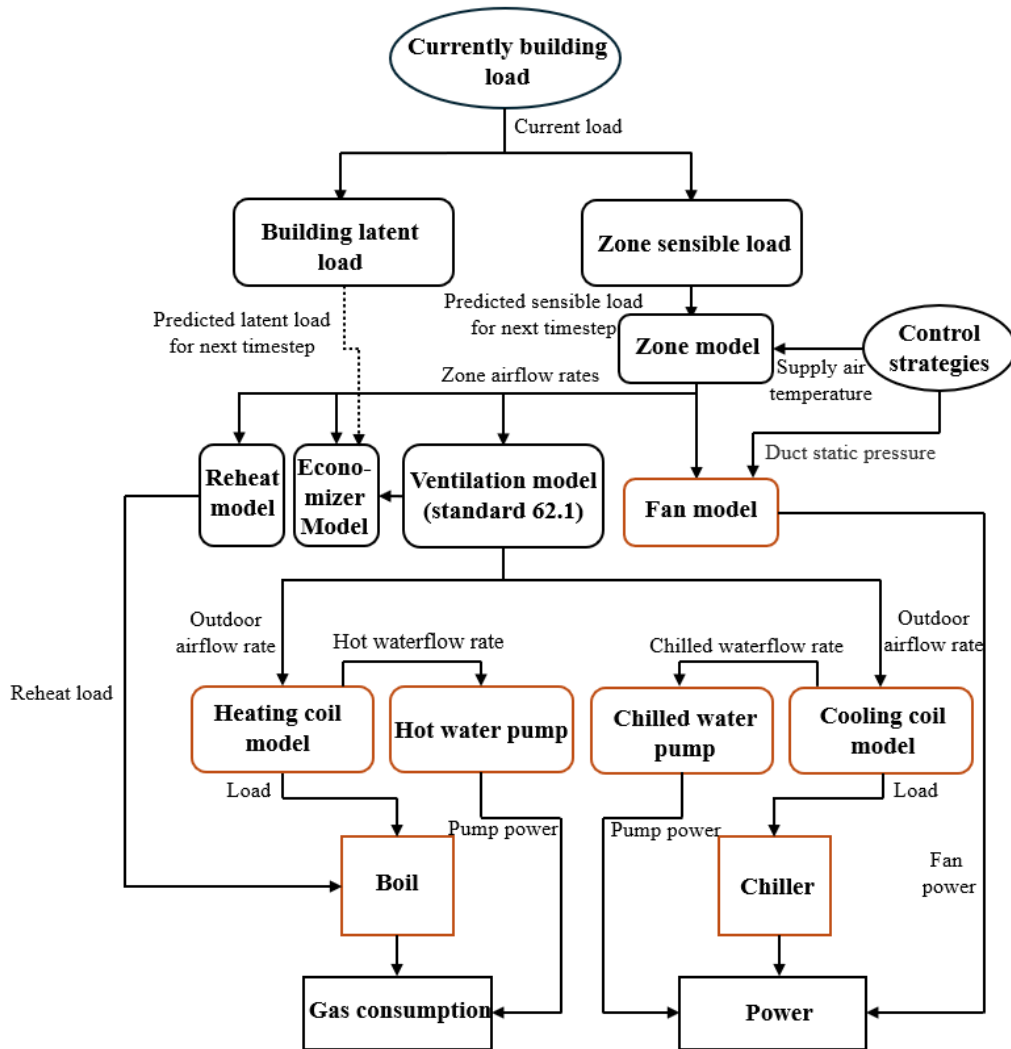 Currently building
load
Current load
Building latent
load
Zone sensible load
Predicted latent load
for next timestep
Predicted sensible load
for next timestep
Zone model
Control
strategies
Supply air
temperature
Zone airflow rates
Duct static pressure
Reheat
model
Econo-
mizer
Model
Ventilation model
(standard 62.1)
Fan model
Outdoor
airflow rate
Hot waterflow rate
Chilled waterflow rate
Outdoor
airflow rate
Reheat load
Heating coil
model
Hot water pump
Chilled water
pump
Cooling coil
model
Load
Pump power
Pump power
Load
Boil
Chiller
Fan
power
Gas consumption
Power